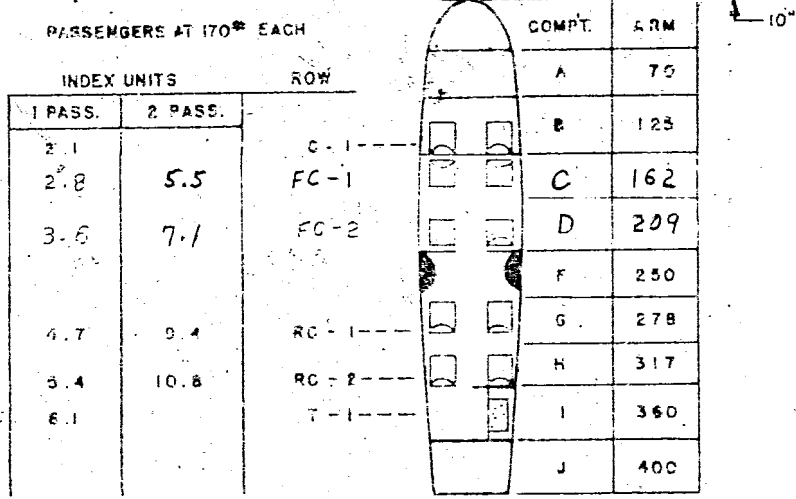 PASSENGERS AT 170# EACH
COMPT. ARM
10"
INDEX UNITS ROW
A 75
1 PASS. 2 PASS.
B 125
2.1 C-1
2.8 5.5 FC-1 C 162
3.6 7.1 FC-2 D 209
F 250
4.7 9.4 RC-1 G 278
5.4 10.8 RC-2 H 317
6.1 T-1 I 360
J 400